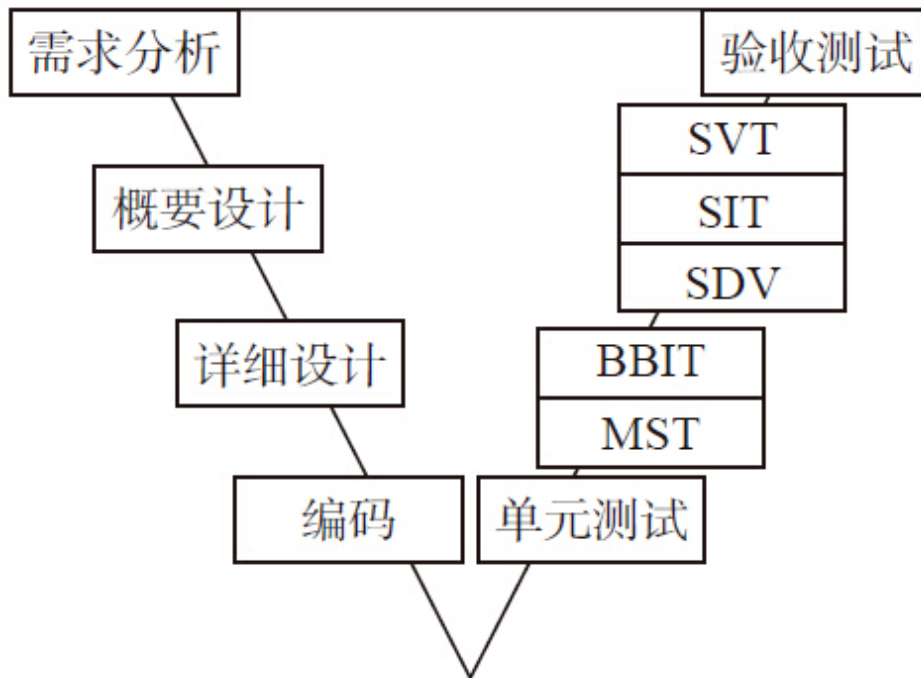 需求分析
验收测试
SVT
概要设计
SIT
SDV
详细设计
BBIT
MST
编码
单元测试